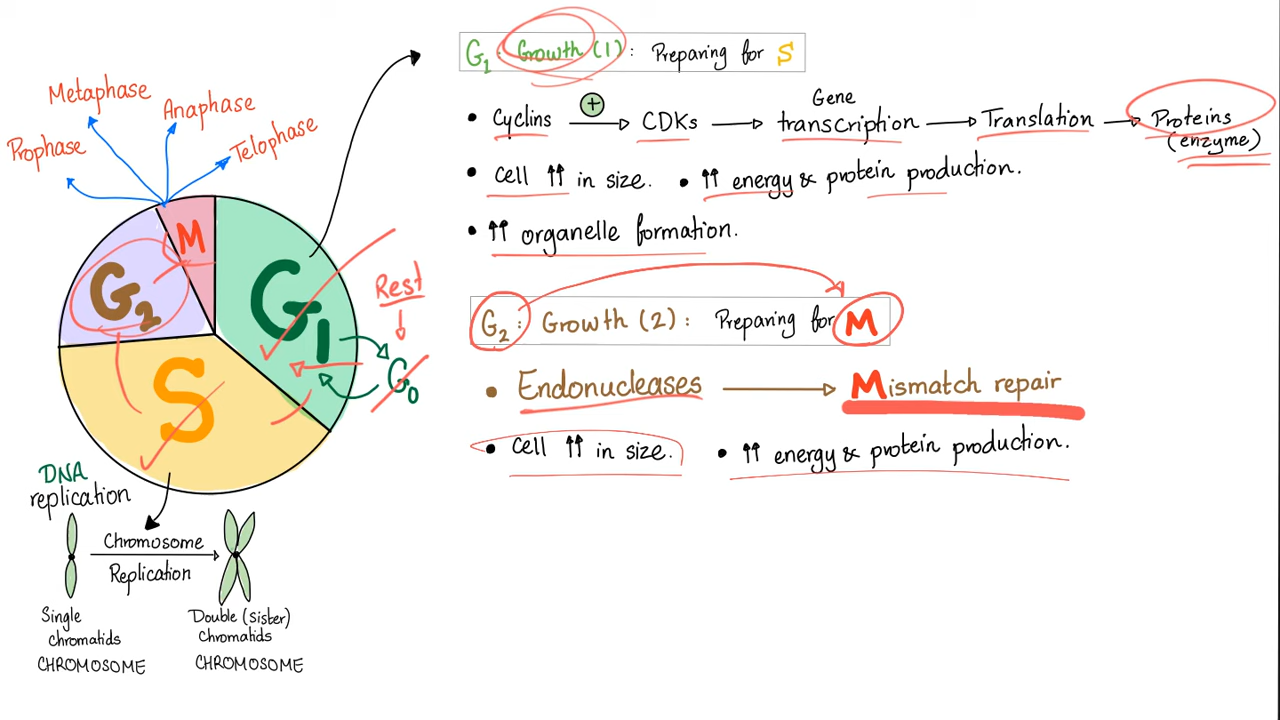 Metaphase
Anaphase
Prophase
Telophase
M
G2
G1
S
Rest
G0
DNA
replication
Chromosome
Replication
Single
chromatids
CHROMOSOME
Double (sister)
chromatids
CHROMOSOME
G1: Growth (1): Preparing for S
• Cyclins + CDKs Gene transcription Translation Proteins (enzyme)
• Cell ↑↑ in size. • ↑↑ energy & protein production.
• ↑↑ organelle formation.
G2: Growth (2): Preparing for M
• Endonucleases Mismatch repair
• Cell ↑↑ in size. • ↑↑ energy & protein production.